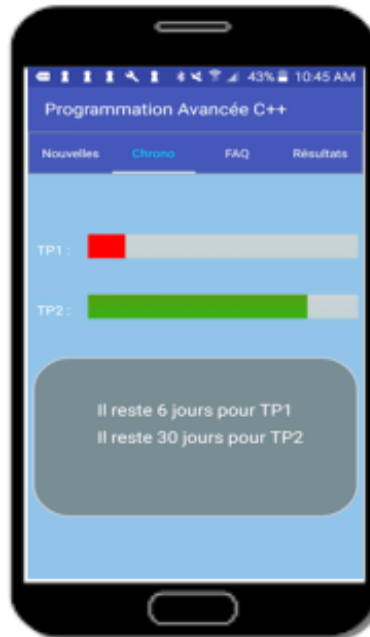 43% 10:45 AM
Programmation Avancée C++
Nouvelles Chrono FAQ Résultats
TP1 :
TP2 :
Il reste 6 jours pour TP1
Il reste 30 jours pour TP2